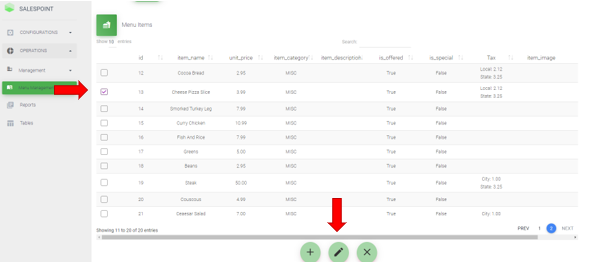 SALESPOINT
CONFIGURATIONS
OPERATIONS
Management
Menu Management
Reports
Tables
Menu Items
Show 10 entries
Search:
id item_name unit_price item_category item_description is_offered is_special Tax item_image
12 Cocoa Bread 2.95 MISC True False Local: 2.12
State: 3.25
13 Cheese Pizza Slice 3.95 MISC True False Local: 2.12
State: 3.25
14 Smoked Turkey Leg 7.99 MISC True False
15 Curry Chicken 10.99 MISC True False
16 Fish And Rice 7.99 MISC True False
17 Greens 5.00 MISC True False
18 Beans 2.95 MISC True False
19 Steak 50.00 MISC True False City: 1.00
State: 3.25
20 Couscous 4.99 MISC True False
21 Ceaesar Salad 7.00 MISC True False City: 1.00
Showing 11 to 20 of 20 entries
PREV 1 2 NEXT